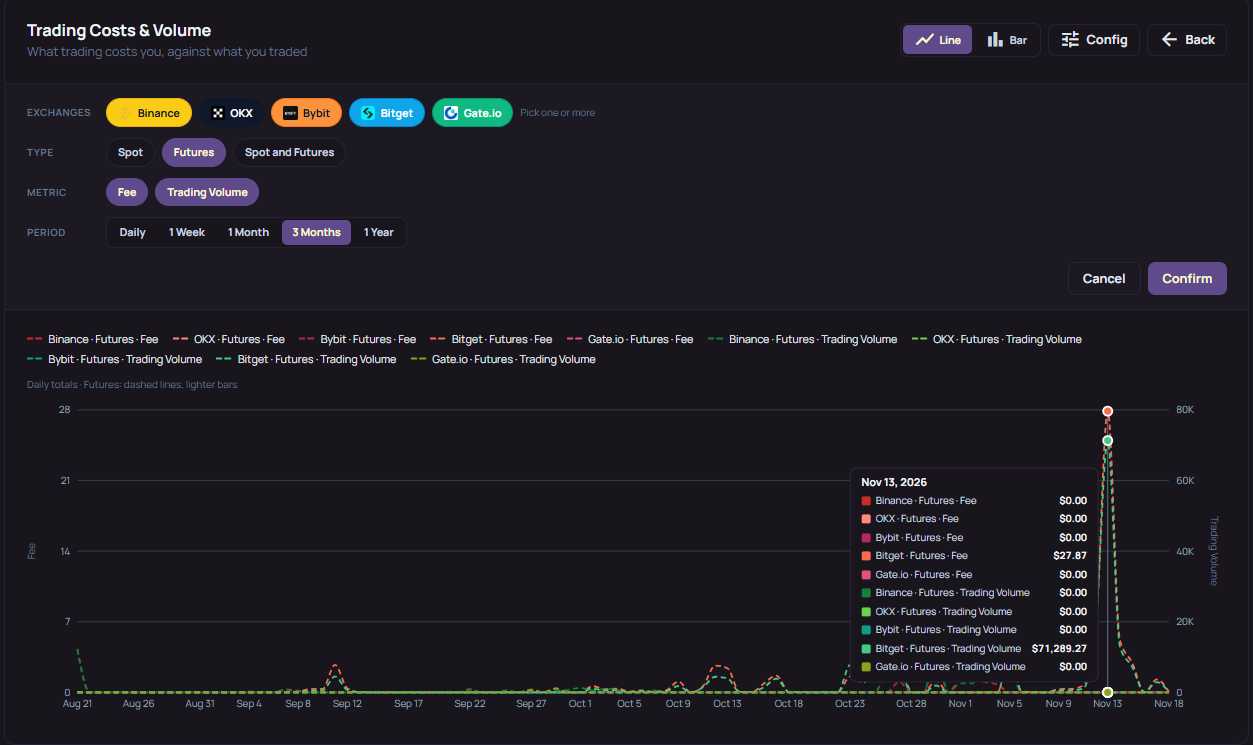 Trading Costs & Volume
What trading costs you, against what you traded
Line Bar Config Back
EXCHANGES Binance OKX Bybit Bitget Gate.io Pick one or more
TYPE Spot Futures Spot and Futures
METRIC Fee Trading Volume
PERIOD Daily 1 Week 1 Month 3 Months 1 Year
Cancel Confirm
Binance · Futures · Fee OKX · Futures · Fee Bybit · Futures · Fee Bitget · Futures · Fee Gate.io · Futures · Fee Binance · Futures · Trading Volume OKX · Futures · Trading Volume
Bybit · Futures · Trading Volume Bitget · Futures · Trading Volume Gate.io · Futures · Trading Volume
Daily totals · Futures: dashed lines, lighter bars
28 80K
21 60K
14 40K
7 20K
0 0
Fee
Trading Volume
Nov 13, 2026
Binance · Futures · Fee $0.00
OKX · Futures · Fee $0.00
Bybit · Futures · Fee $0.00
Bitget · Futures · Fee $27.87
Gate.io · Futures · Fee $0.00
Binance · Futures · Trading Volume $0.00
OKX · Futures · Trading Volume $0.00
Bybit · Futures · Trading Volume $0.00
Bitget · Futures · Trading Volume $71,289.27
Gate.io · Futures · Trading Volume $0.00
Aug 21 Aug 26 Aug 31 Sep 4 Sep 8 Sep 12 Sep 17 Sep 22 Sep 27 Oct 1 Oct 5 Oct 9 Oct 13 Oct 18 Oct 23 Oct 28 Nov 1 Nov 5 Nov 9 Nov 13 Nov 18